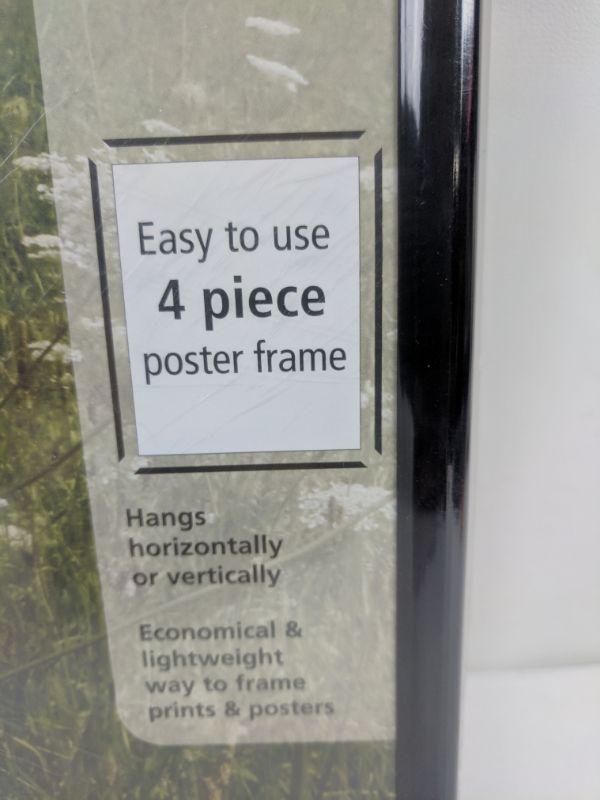 Easy to use
4 piece
poster frame
Hangs
horizontally
or vertically
Economical &
lightweight
way to frame
prints & posters